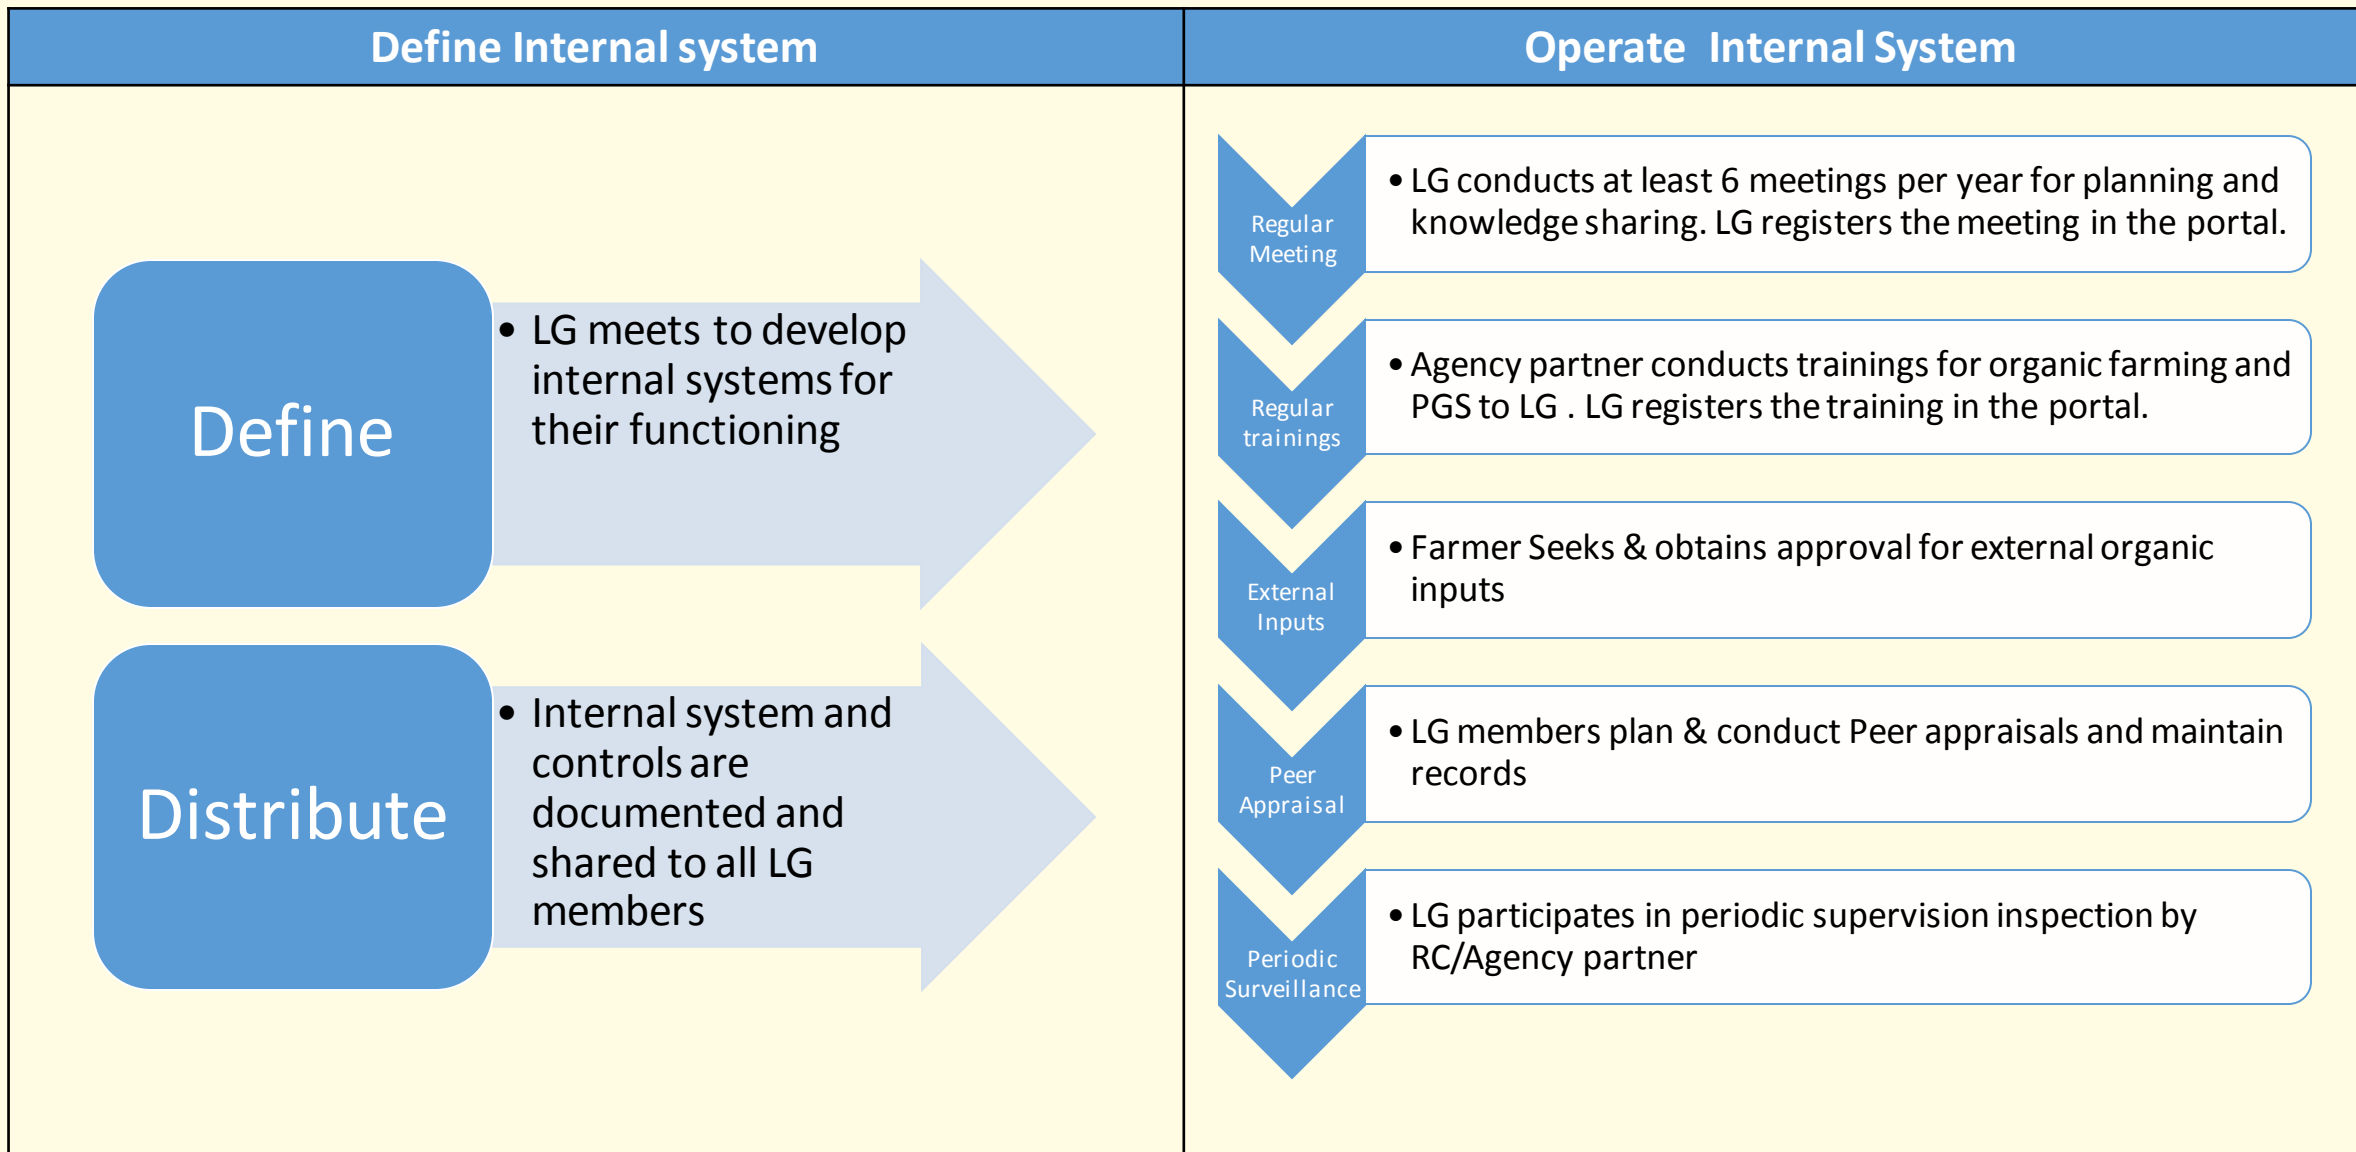 Define Internal system
Define
• LG meets to develop
internal systems for
their functioning
Distribute
• Internal system and
controls are
documented and
shared to all LG
members
Operate Internal System
Regular
Meeting
• LG conducts at least 6 meetings per year for planning and
knowledge sharing. LG registers the meeting in the portal.
Regular
trainings
• Agency partner conducts trainings for organic farming and
PGS to LG . LG registers the training in the portal.
External
Inputs
• Farmer Seeks & obtains approval for external organic
inputs
Peer
Appraisal
• LG members plan & conduct Peer appraisals and maintain
records
Periodic
Surveillance
• LG participates in periodic supervision inspection by
RC/Agency partner